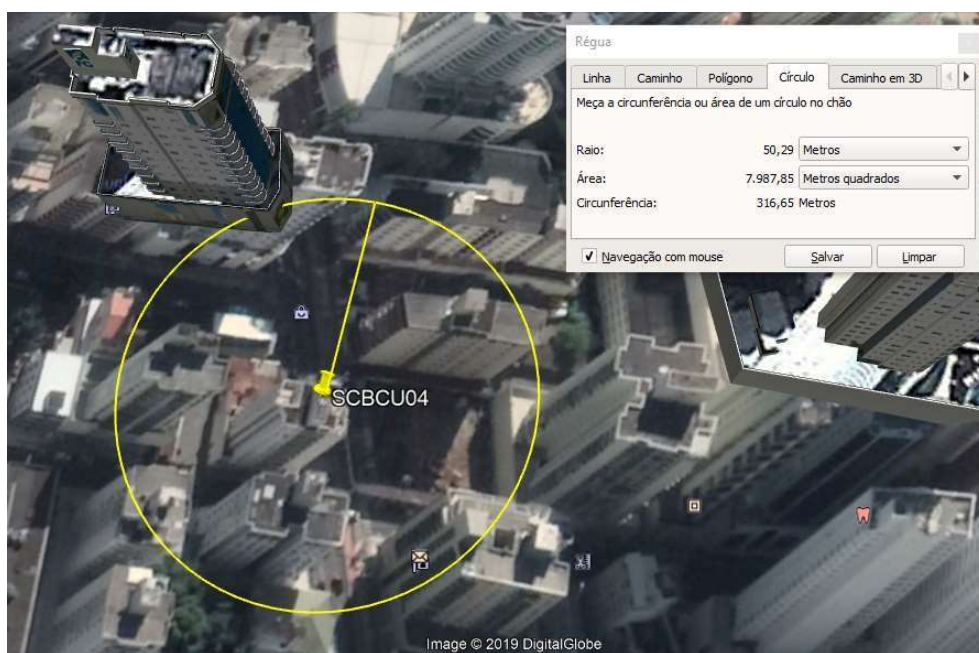 Régua
Linha Caminho Polígono Círculo Caminho em 3D
Meça a circunferência ou área de um círculo no chão
Raio: 50,29 Metros
Área: 7.987,85 Metros quadrados
Circunferência: 316,65 Metros
Navegação com mouse Salvar Limpar
SCBCU04
Image © 2019 DigitalGlobe